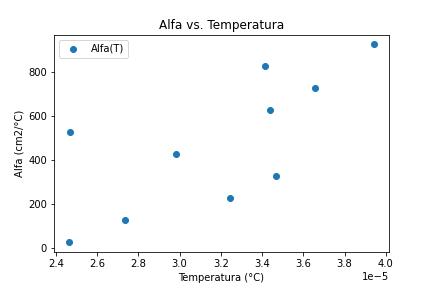 Alfa vs. Temperatura
Alfa(T)
Alfa (cm2/°C)
800
600
400
200
0
2.4 2.6 2.8 3.0 3.2 3.4 3.6 3.8 4.0
1e−5
Temperatura (°C)